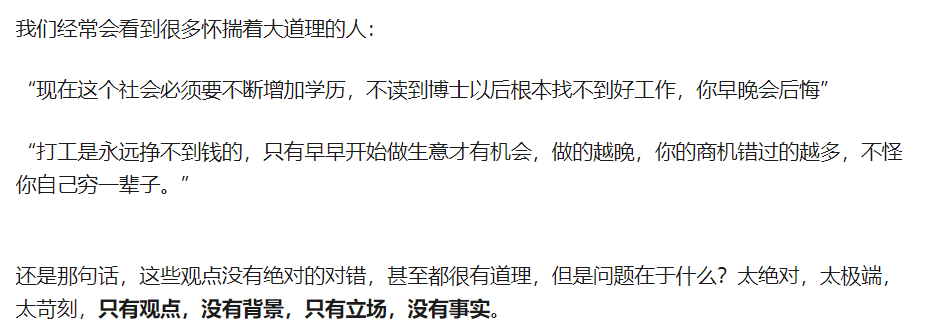 我们经常会看到很多怀揣着大道理的人：
“现在这个社会必须要不断增加学历，不读到博士以后根本找不到好工作，你早晚会后悔”
“打工是永远挣不到钱的，只有早早开始做生意才有机会，做的越晚，你的商机错过的越多，不怪
你自己穷一辈子。”
还是那句话，这些观点没有绝对的对错，甚至都很有道理，但是问题在于什么？太绝对，太极端，
太苛刻，只有观点，没有背景，只有立场，没有事实。